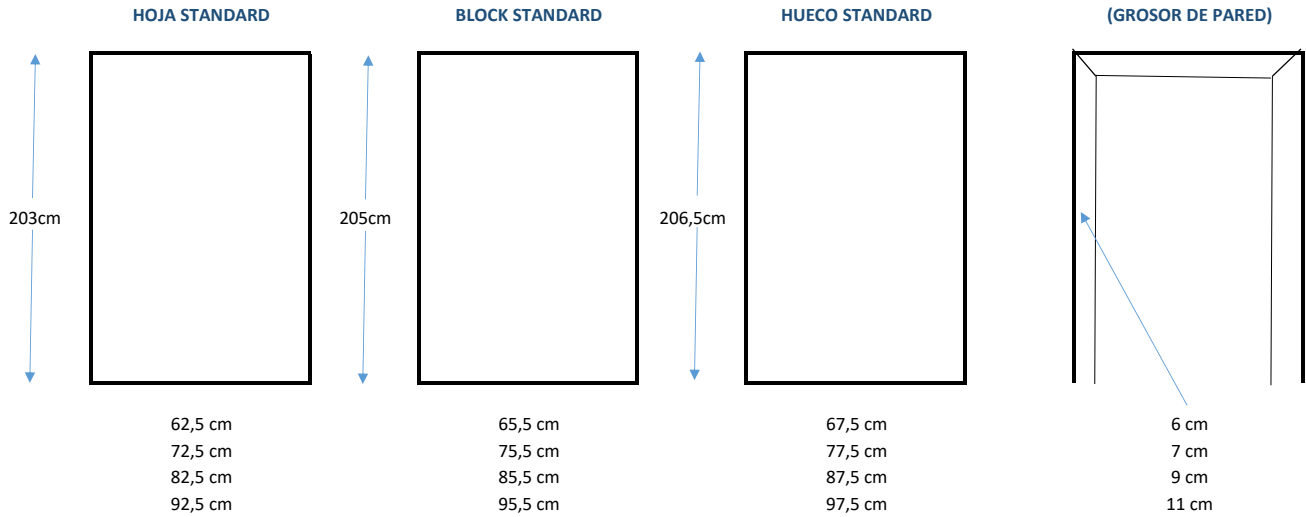 HOJA STANDARD
BLOCK STANDARD
HUECO STANDARD
(GROSOR DE PARED)
203cm
205cm
206,5cm
62,5 cm
65,5 cm
67,5 cm
6 cm
72,5 cm
75,5 cm
77,5 cm
7 cm
82,5 cm
85,5 cm
87,5 cm
9 cm
92,5 cm
95,5 cm
97,5 cm
11 cm